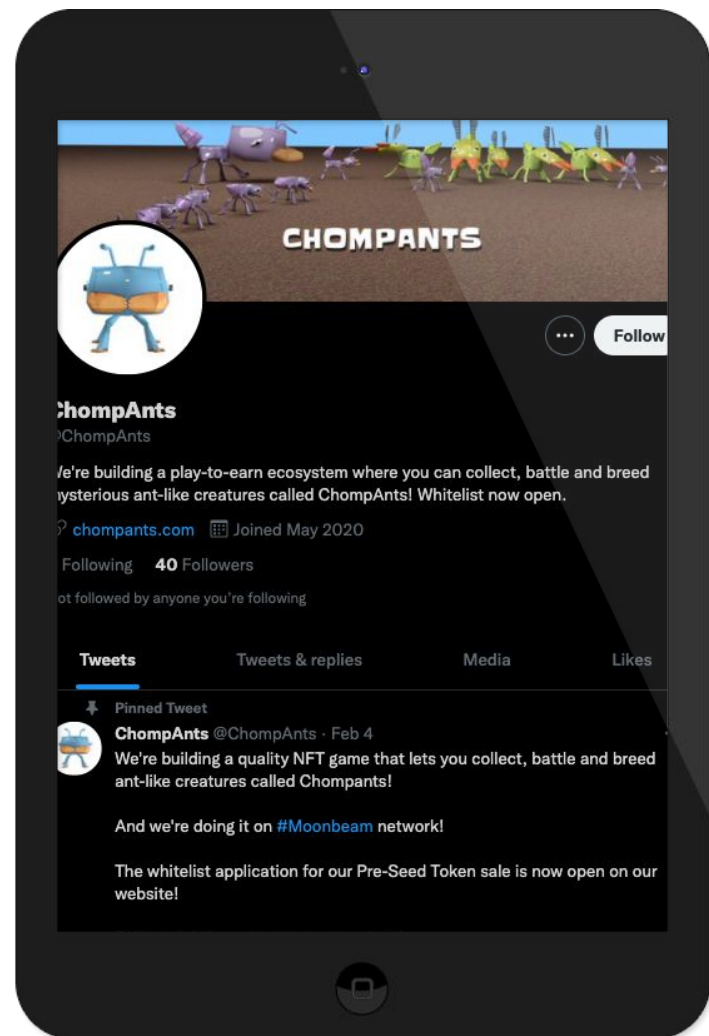 CHOMPANTS
Follow
ChompAnts
@ChompAnts
We're building a play-to-earn ecosystem where you can collect, battle and breed
mysterious ant-like creatures called ChompAnts! Whitelist now open.
chompants.com Joined May 2020
Following 40 Followers
ot followed by anyone you're following
Tweets Tweets & replies Media Likes
Pinned Tweet
ChompAnts @ChompAnts · Feb 4
We're building a quality NFT game that lets you collect, battle and breed
ant-like creatures called Chompants!
And we're doing it on #Moonbeam network!
The whitelist application for our Pre-Seed Token sale is now open on our
website!